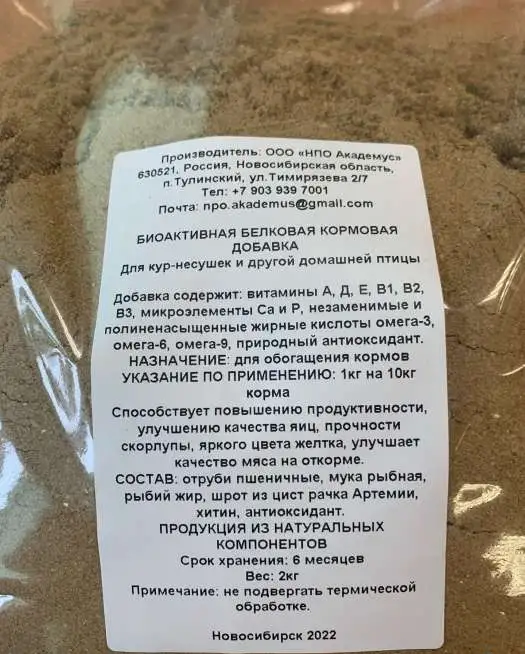 Производитель: ООО «НПО Академус»
630521, Россия, Новосибирская область,
п.Тулинский, ул.Тимирязева 2/7
Тел: +7 903 939 7001
Почта: npo.akademus@gmail.com
БИОАКТИВНАЯ БЕЛКОВАЯ КОРМОВАЯ
ДОБАВКА
Для кур-несушек и другой домашней птицы
Добавка содержит: витамины А, Д, Е, В1, В2,
В3, микроэлементы Са и Р, незаменимые и
полиненасыщенные жирные кислоты омега-3,
омега-6, омега-9, природный антиоксидант.
НАЗНАЧЕНИЕ: для обогащения кормов
УКАЗАНИЕ ПО ПРИМЕНЕНИЮ: 1кг на 10кг
корма
Способствует повышению продуктивности,
улучшению качества яиц, прочности
скорлупы, яркого цвета желтка, улучшает
качество мяса на откорме.
СОСТАВ: отруби пшеничные, мука рыбная,
рыбий жир, шрот из цист рачка Артемии,
хитин, антиоксидант.
ПРОДУКЦИЯ ИЗ НАТУРАЛЬНЫХ
КОМПОНЕНТОВ
Срок хранения: 6 месяцев
Вес: 2кг
Примечание: не подвергать термической
обработке.
Новосибирск 2022